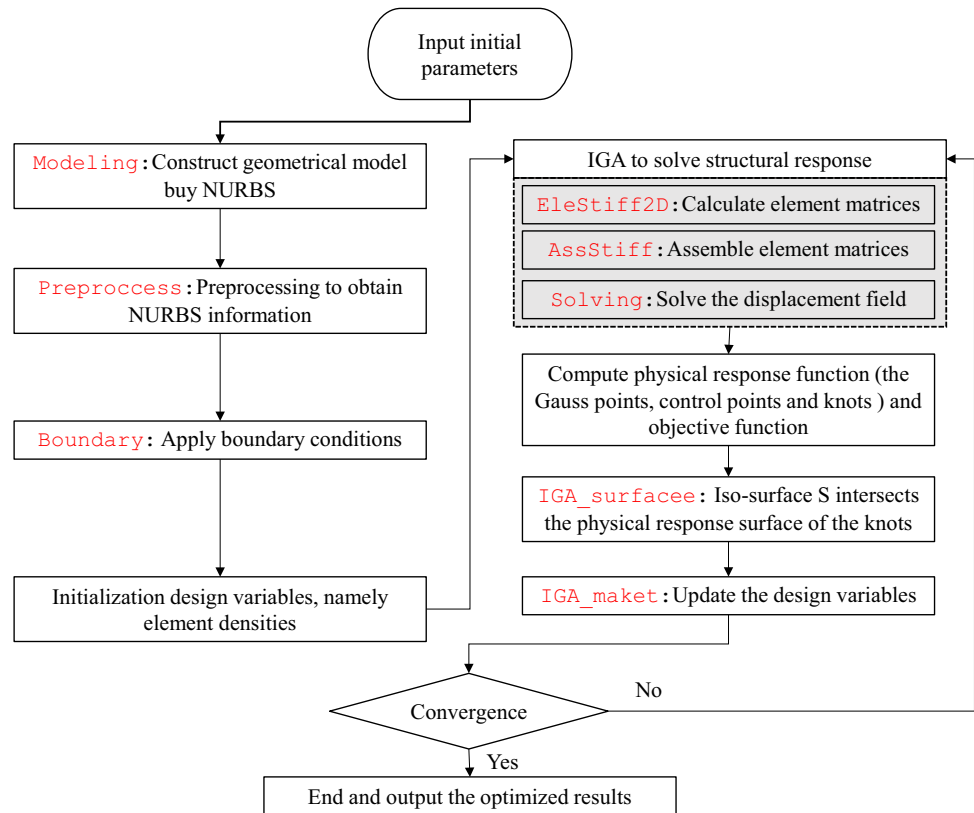 Input initial
parameters
Modeling: Construct geometrical model
buy NURBS
Preproccess: Preprocessing to obtain
NURBS information
Boundary: Apply boundary conditions
Initialization design variables, namely
element densities
IGA to solve structural response
EleStiff2D: Calculate element matrices
AssStiff: Assemble element matrices
Solving: Solve the displacement field
Compute physical response function (the
Gauss points, control points and knots ) and
objective function
IGA_surfacee: Iso-surface S intersects
the physical response surface of the knots
IGA_maket: Update the design variables
Convergence
No
Yes
End and output the optimized results